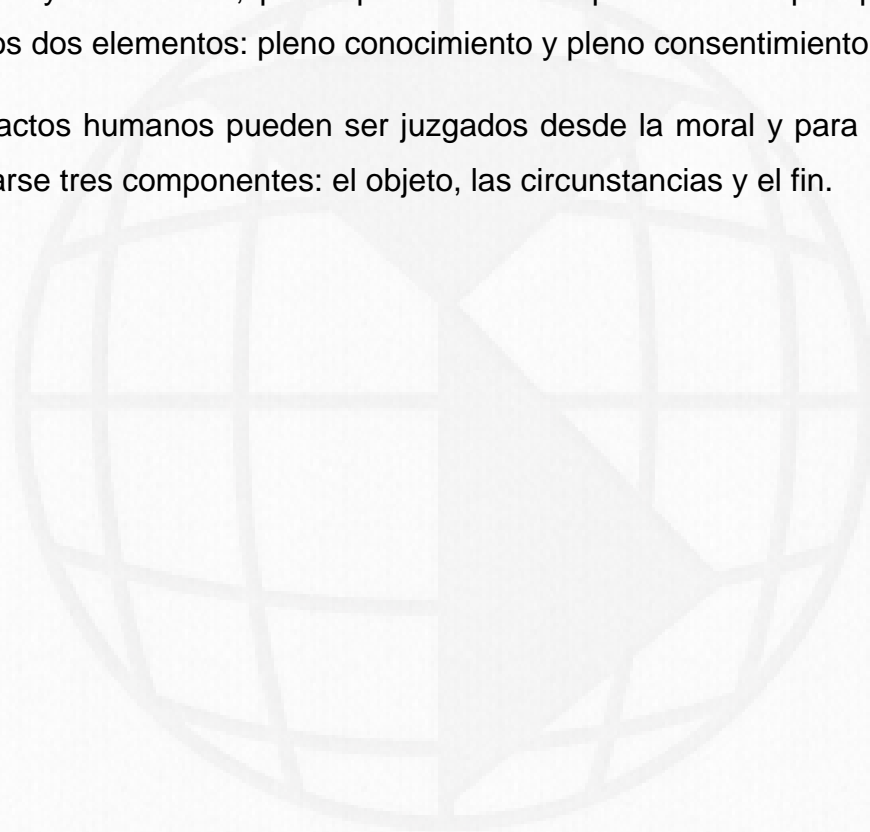 os dos elementos: pleno conocimiento y pleno consentimiento
actos humanos pueden ser juzgados desde la moral y para
arse tres componentes: el objeto, las circunstancias y el fin.